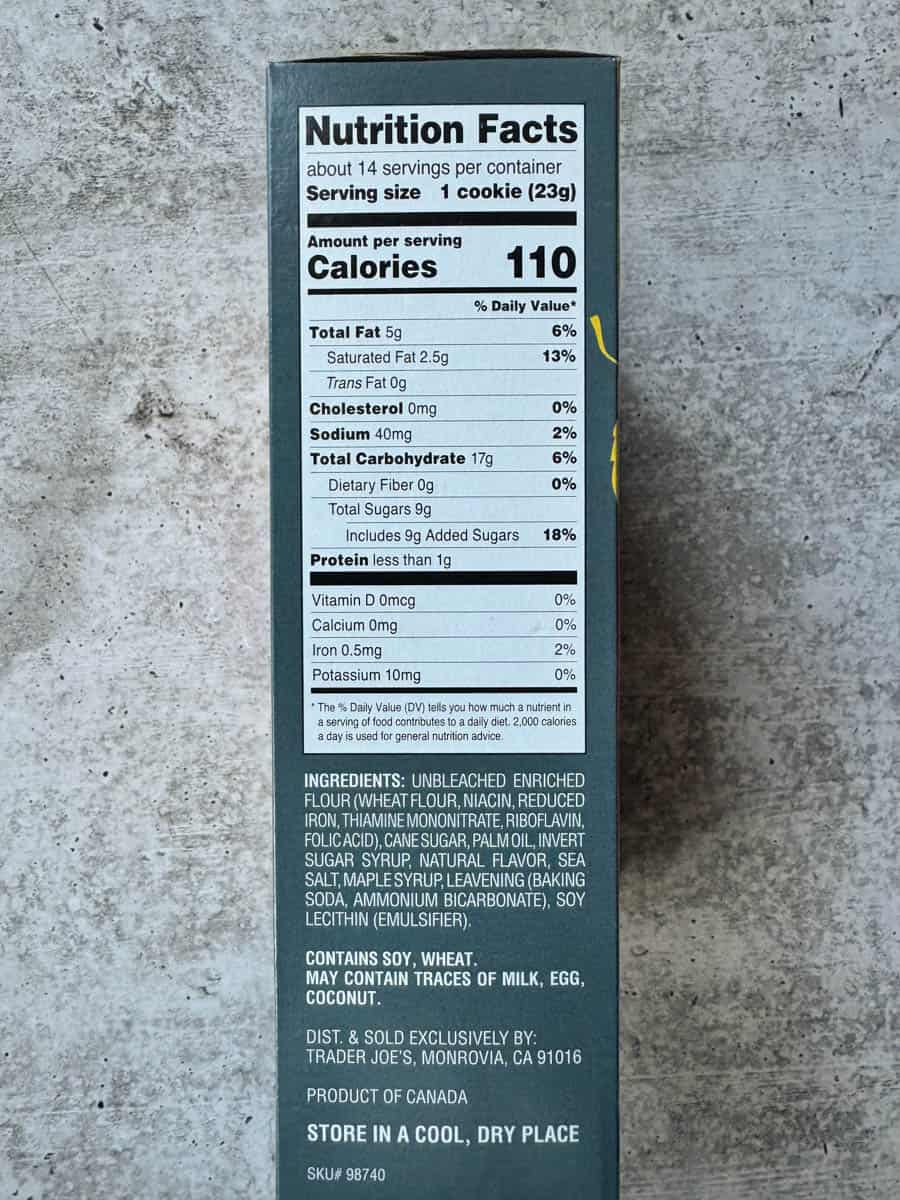 Nutrition Facts
about 14 servings per container
Serving size 1 cookie (23g)
Amount per serving
Calories 110
% Daily Value*
Total Fat 5g 6%
Saturated Fat 2.5g 13%
Trans Fat 0g
Cholesterol 0mg 0%
Sodium 40mg 2%
Total Carbohydrate 17g 6%
Dietary Fiber 0g 0%
Total Sugars 9g
Includes 9g Added Sugars 18%
Protein less than 1g
Vitamin D 0mcg 0%
Calcium 0mg 0%
Iron 0.5mg 2%
Potassium 10mg 0%
* The % Daily Value (DV) tells you how much a nutrient in
a serving of food contributes to a daily diet. 2,000 calories
a day is used for general nutrition advice.
INGREDIENTS: UNBLEACHED ENRICHED
FLOUR (WHEAT FLOUR, NIACIN, REDUCED
IRON, THIAMINE MONONITRATE, RIBOFLAVIN,
FOLIC ACID), CANE SUGAR, PALM OIL, INVERT
SUGAR SYRUP, NATURAL FLAVOR, SEA
SALT, MAPLE SYRUP, LEAVENING (BAKING
SODA, AMMONIUM BICARBONATE), SOY
LECITHIN (EMULSIFIER).
CONTAINS SOY, WHEAT.
MAY CONTAIN TRACES OF MILK, EGG,
COCONUT.
DIST. & SOLD EXCLUSIVELY BY:
TRADER JOE'S, MONROVIA, CA 91016
PRODUCT OF CANADA
STORE IN A COOL, DRY PLACE
SKU# 98740